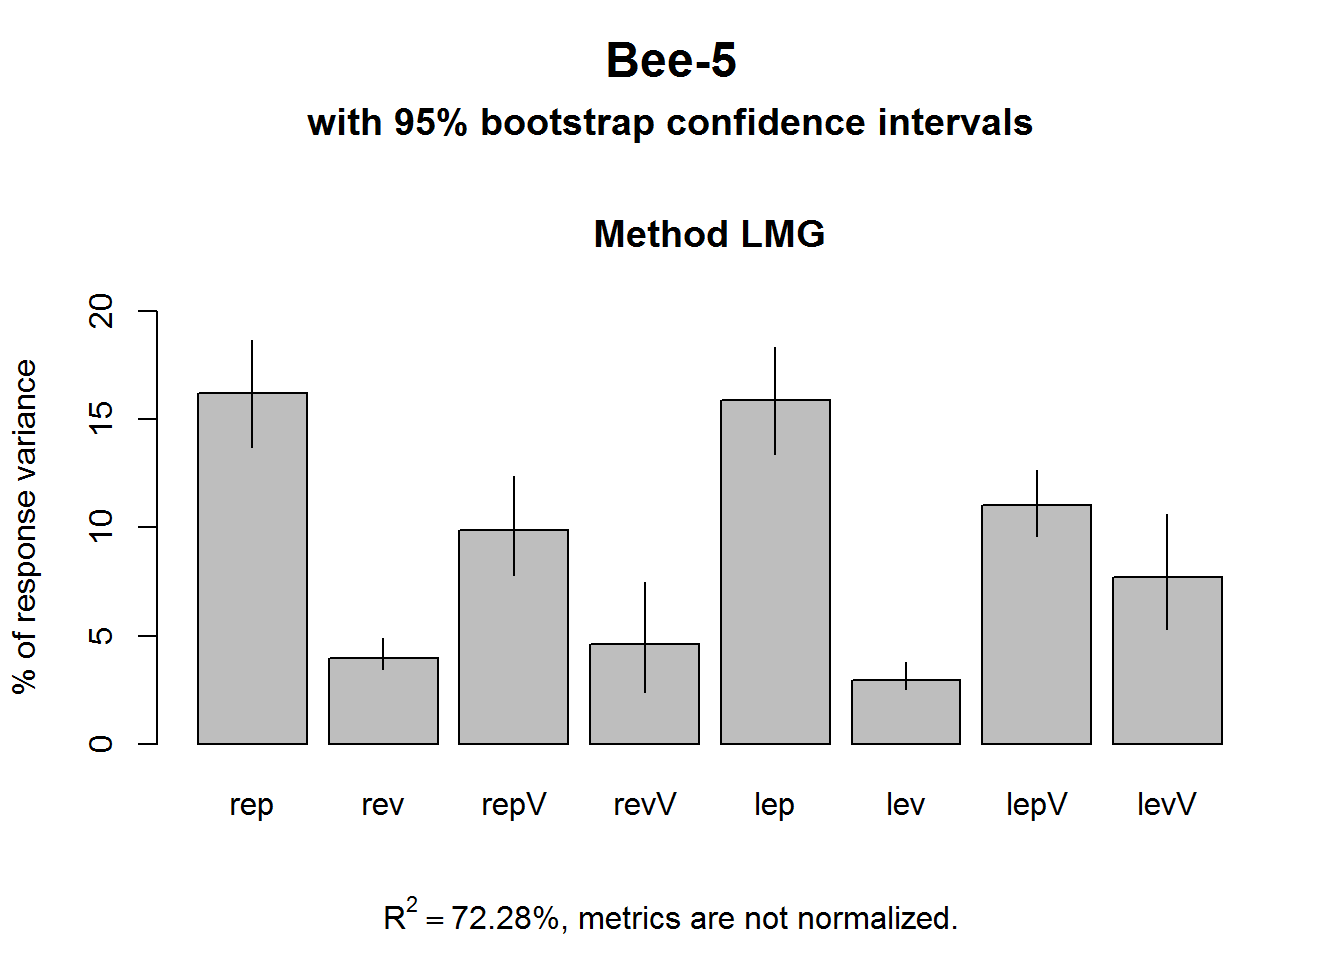 Bee-5
with 95% bootstrap confidence intervals
Method LMG
% of response variance
20
15
10
5
0
rep rev repV revV lep lev lepV levV
R² = 72.28%, metrics are not normalized.